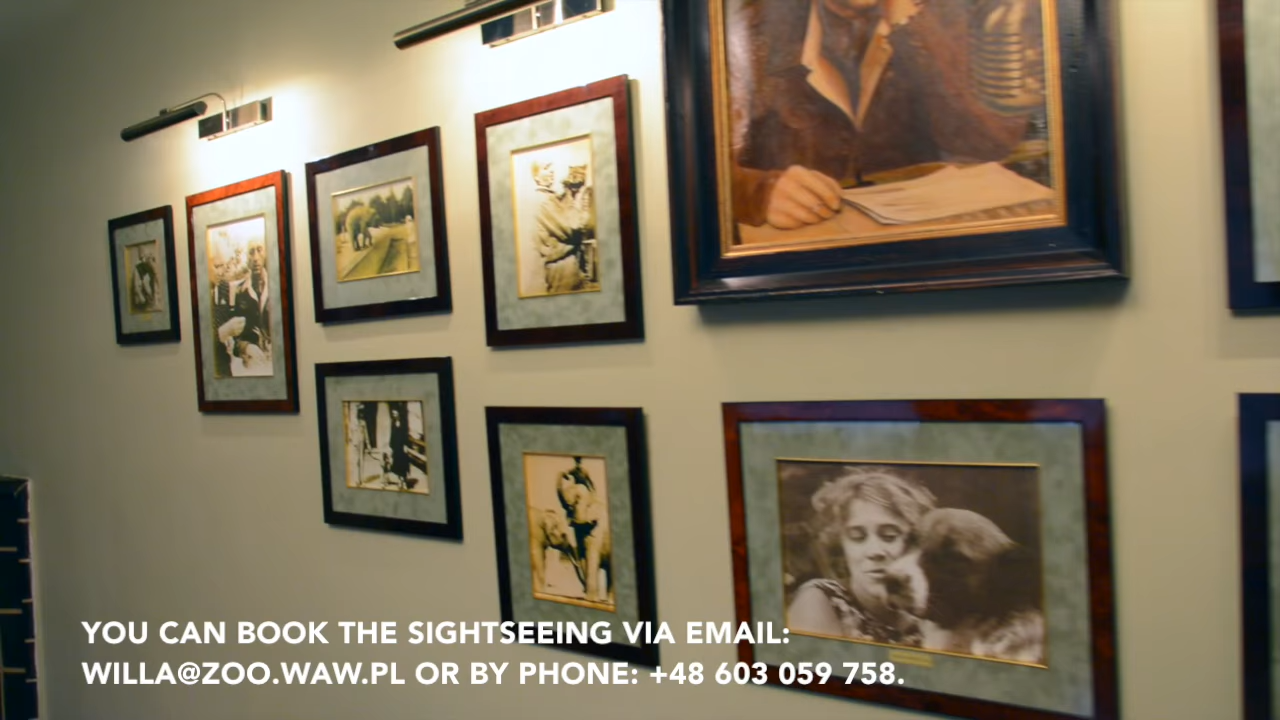 YOU CAN BOOK THE SIGHTSEEING VIA EMAIL:
WILLA@ZOO.WAW.PL OR BY PHONE: +48 603 059 758.